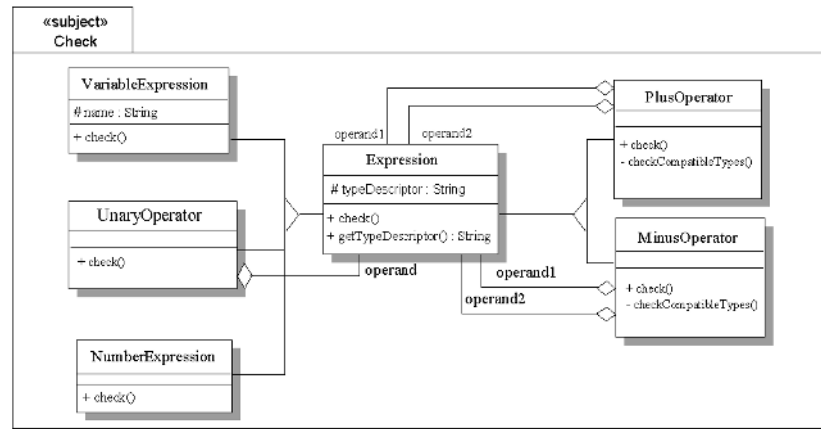 «subject»
Check
VariableExpression
# name : String
+ check()
UnaryOperator
+ check()
NumberExpression
+ check()
operand1
operand2
Expression
# typeDescriptor : String
+ check()
+ getTypeDescriptor() : String
operand
operand1
operand2
PlusOperator
+ check()
- checkCompatibleTypes()
MinusOperator
+ check()
- checkCompatibleTypes()